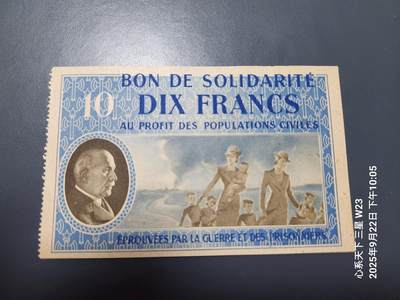 BON DE SOLIDARITÉ
10 DIX FRANCS
AU PROFIT DES POPULATIONS CIVILES
ÉPROUVÉES PAR LA GUERRE ET DES PRISONNIERS
心系天下 三星 W23
2025年9月22日 下午10:05